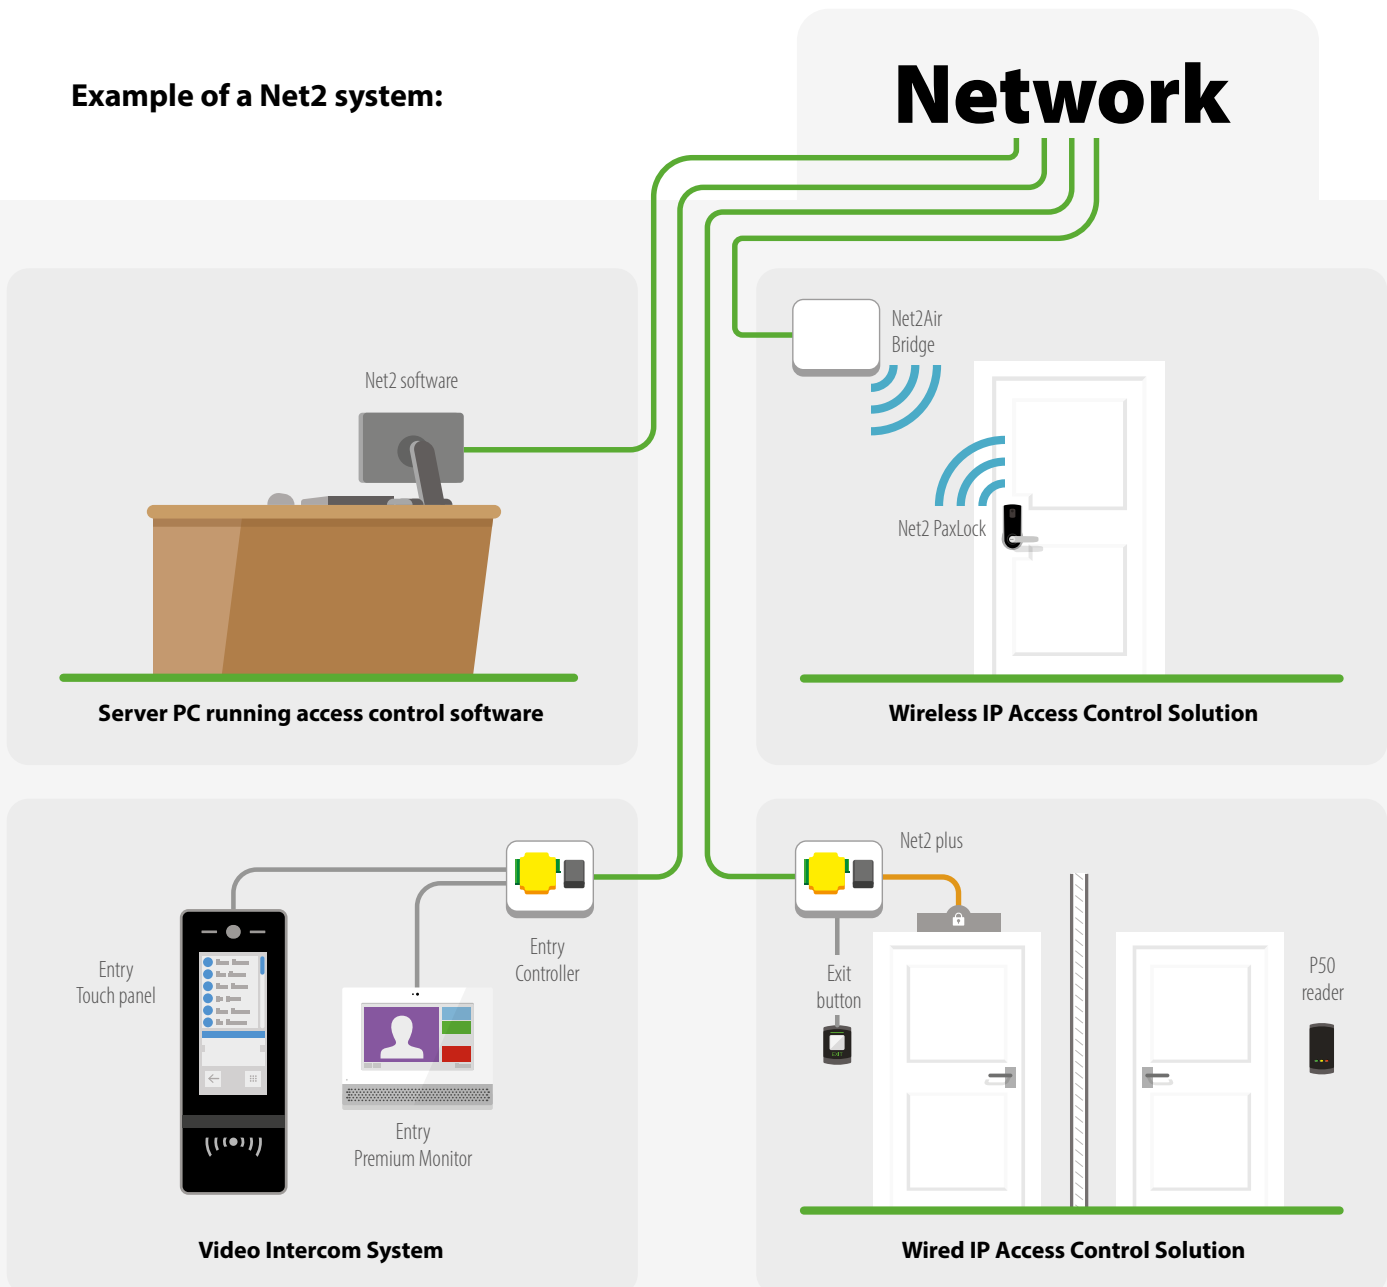 Example of a Net2 system:
Network
Net2 software
Server PC running access control software
Net2Air
Bridge
Net2 PaxLock
Wireless IP Access Control Solution
Entry
Touch panel
Entry
Controller
Entry
Premium Monitor
Video Intercom System
Net2 plus
Exit
button
EXIT
P50
reader
Wired IP Access Control Solution